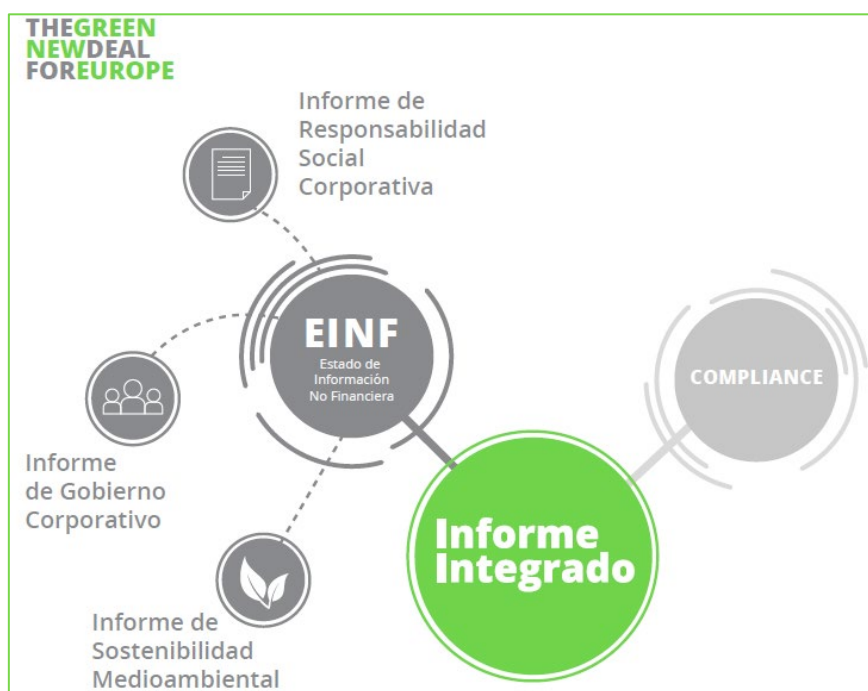 THEGREEN
NEWDEAL
FOREUROPE
Informe de
Responsabilidad
Social
Corporativa
EINF
Estado de
Información
No Financiera
COMPLIANCE
Informe
de Gobierno
Corporativo
Informe
Integrado
Informe de
Sostenibilidad
Medioambiental